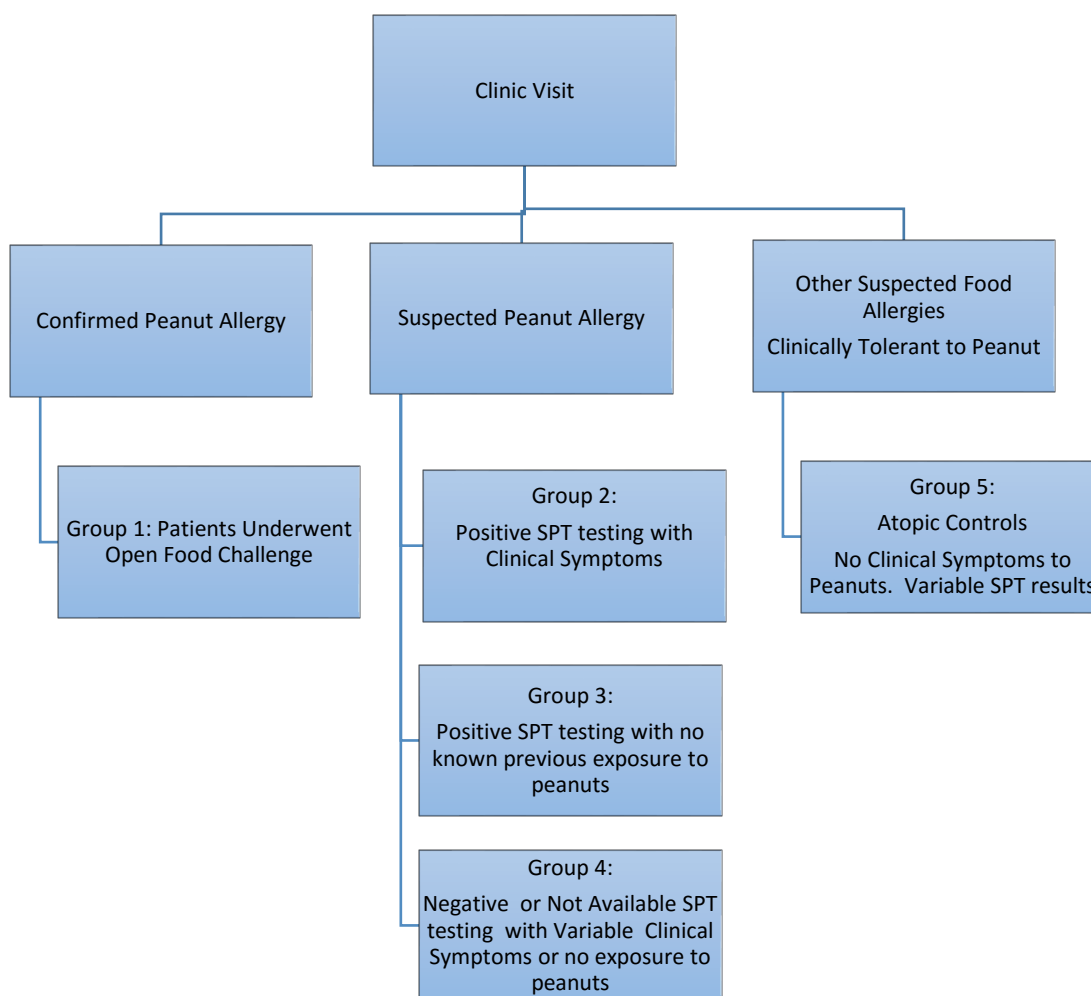 Clinic Visit
Confirmed Peanut Allergy
Suspected Peanut Allergy
Other Suspected Food
Allergies
Clinically Tolerant to Peanut
Group 1: Patients Underwent
Open Food Challenge
Group 2:
Positive SPT testing with
Clinical Symptoms
Group 3:
Positive SPT testing with no
known previous exposure to
peanuts
Group 4:
Negative or Not Available SPT
testing with Variable Clinical
Symptoms or no exposure to
peanuts
Group 5:
Atopic Controls
No Clinical Symptoms to
Peanuts. Variable SPT results